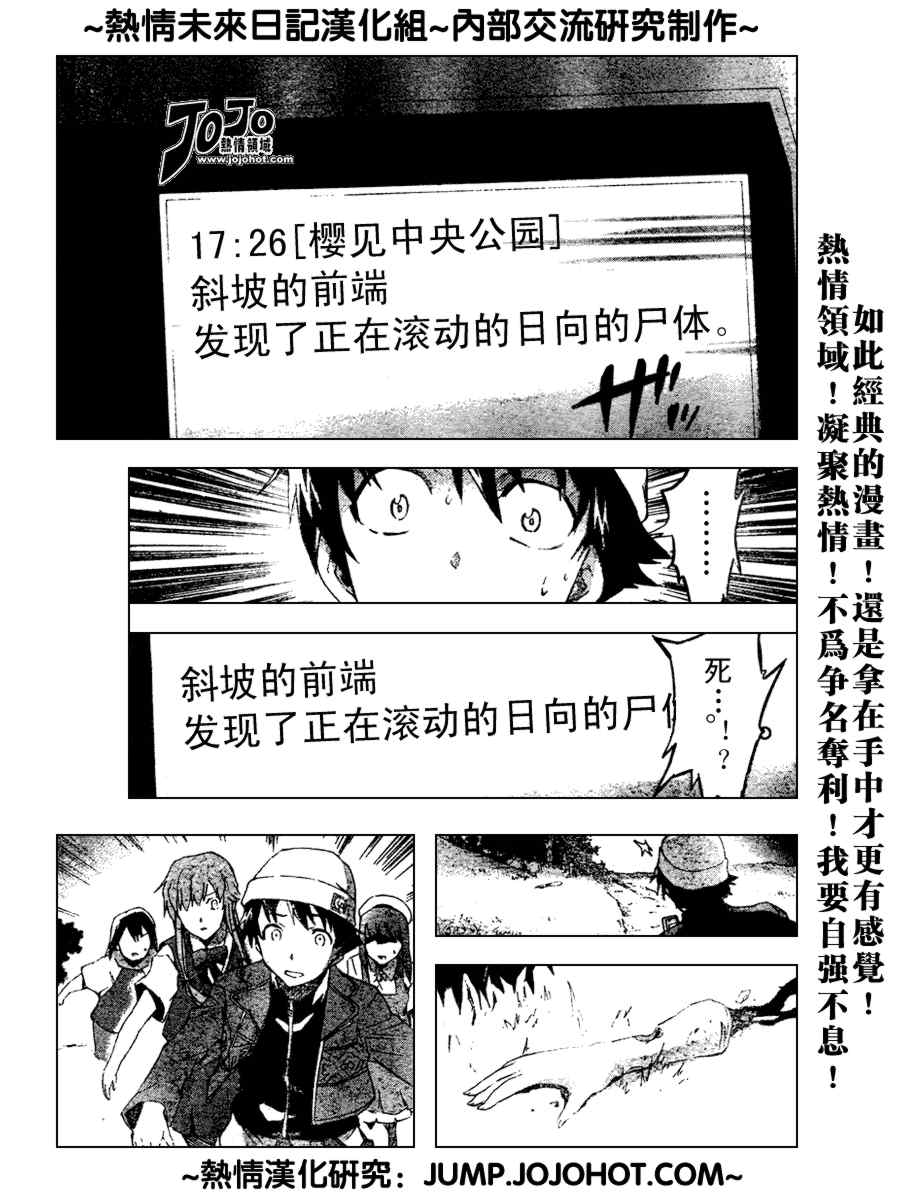 ~熱情未來日記漢化組~內部交流研究制作~
JOJO
熱情領域
www.jojohot.com
17:26[樱见中央公园]
斜坡的前端
发现了正在滚动的日向的尸体。
………
斜坡的前端
发现了正在滚动的日向的尸体
死…。!?
如此經典的漫畫！還是拿在手中才更有感覺！
熱情領域！凝聚熱情！不爲争名奪利！我要自强不息！
~熱情漢化研究：JUMP.JOJOHOT.COM~